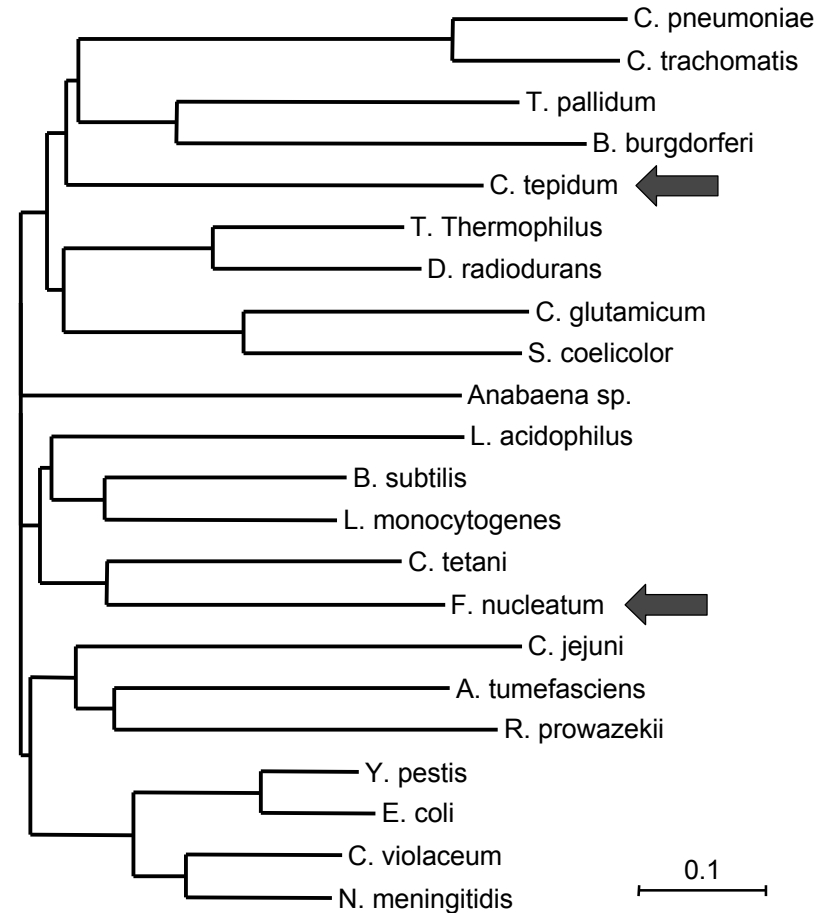 C. pneumoniae
C. trachomatis
T. pallidum
B. burgdorferi
C. tepidum
T. Thermophilus
D. radiodurans
C. glutamicum
S. coelicolor
Anabaena sp.
L. acidophilus
B. subtilis
L. monocytogenes
C. tetani
F. nucleatum
C. jejuni
A. tumefasciens
R. prowazekii
Y. pestis
E. coli
C. violaceum
N. meningitidis
0.1